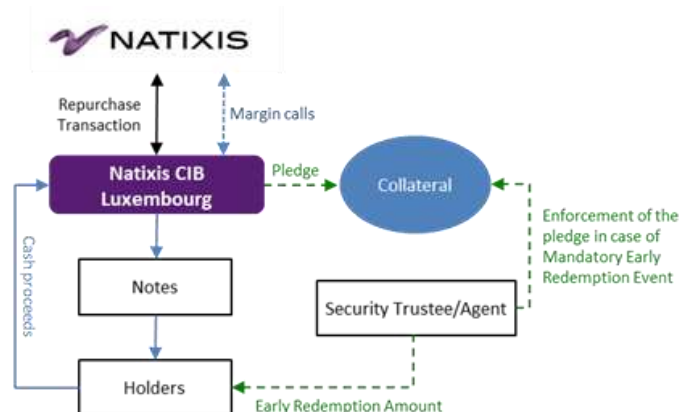 NATIXIS
Repurchase
Transaction
Margin calls
Natixis CIB
Luxembourg
Pledge
Collateral
Cash proceeds
Enforcement of the
pledge in case of
Mandatory Early
Redemption Event
Notes
Security Trustee/Agent
Holders
Early Redemption Amount